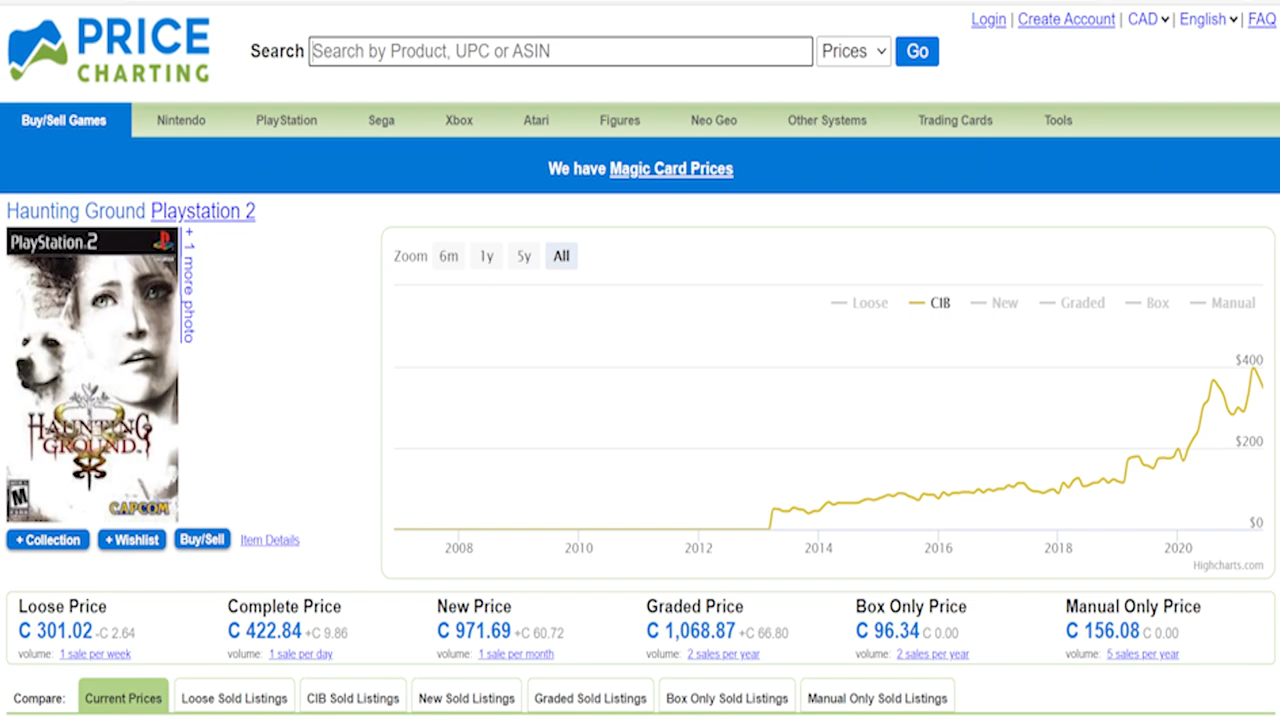 Login | Create Account | CAD | English | FAQ
PRICE
CHARTING
Search Search by Product, UPC or ASIN Prices Go
Buy/Sell Games Nintendo PlayStation Sega Xbox Atari Figures Neo Geo Other Systems Trading Cards Tools
We have Magic Card Prices
Haunting Ground Playstation 2
PlayStation 2
+ 1 more photo
HAUNTING
GROUND
M
CAPCOM
+ Collection + Wishlist Buy/Sell Item Details
Zoom 6m 1y 5y All
Loose CIB New Graded Box Manual
$400
$200
$0
2008 2010 2012 2014 2016 2018 2020
Highcharts.com
Loose Price Complete Price New Price Graded Price Box Only Price Manual Only Price
C 301.02 -C 2.64 C 422.84 +C 9.86 C 971.69 +C 60.72 C 1,068.87 +C 66.80 C 96.34 C 0.00 C 156.08 C 0.00
volume: 1 sale per week volume: 1 sale per day volume: 1 sale per month volume: 2 sales per year volume: 2 sales per year volume: 5 sales per year
Compare: Current Prices Loose Sold Listings CIB Sold Listings New Sold Listings Graded Sold Listings Box Only Sold Listings Manual Only Sold Listings